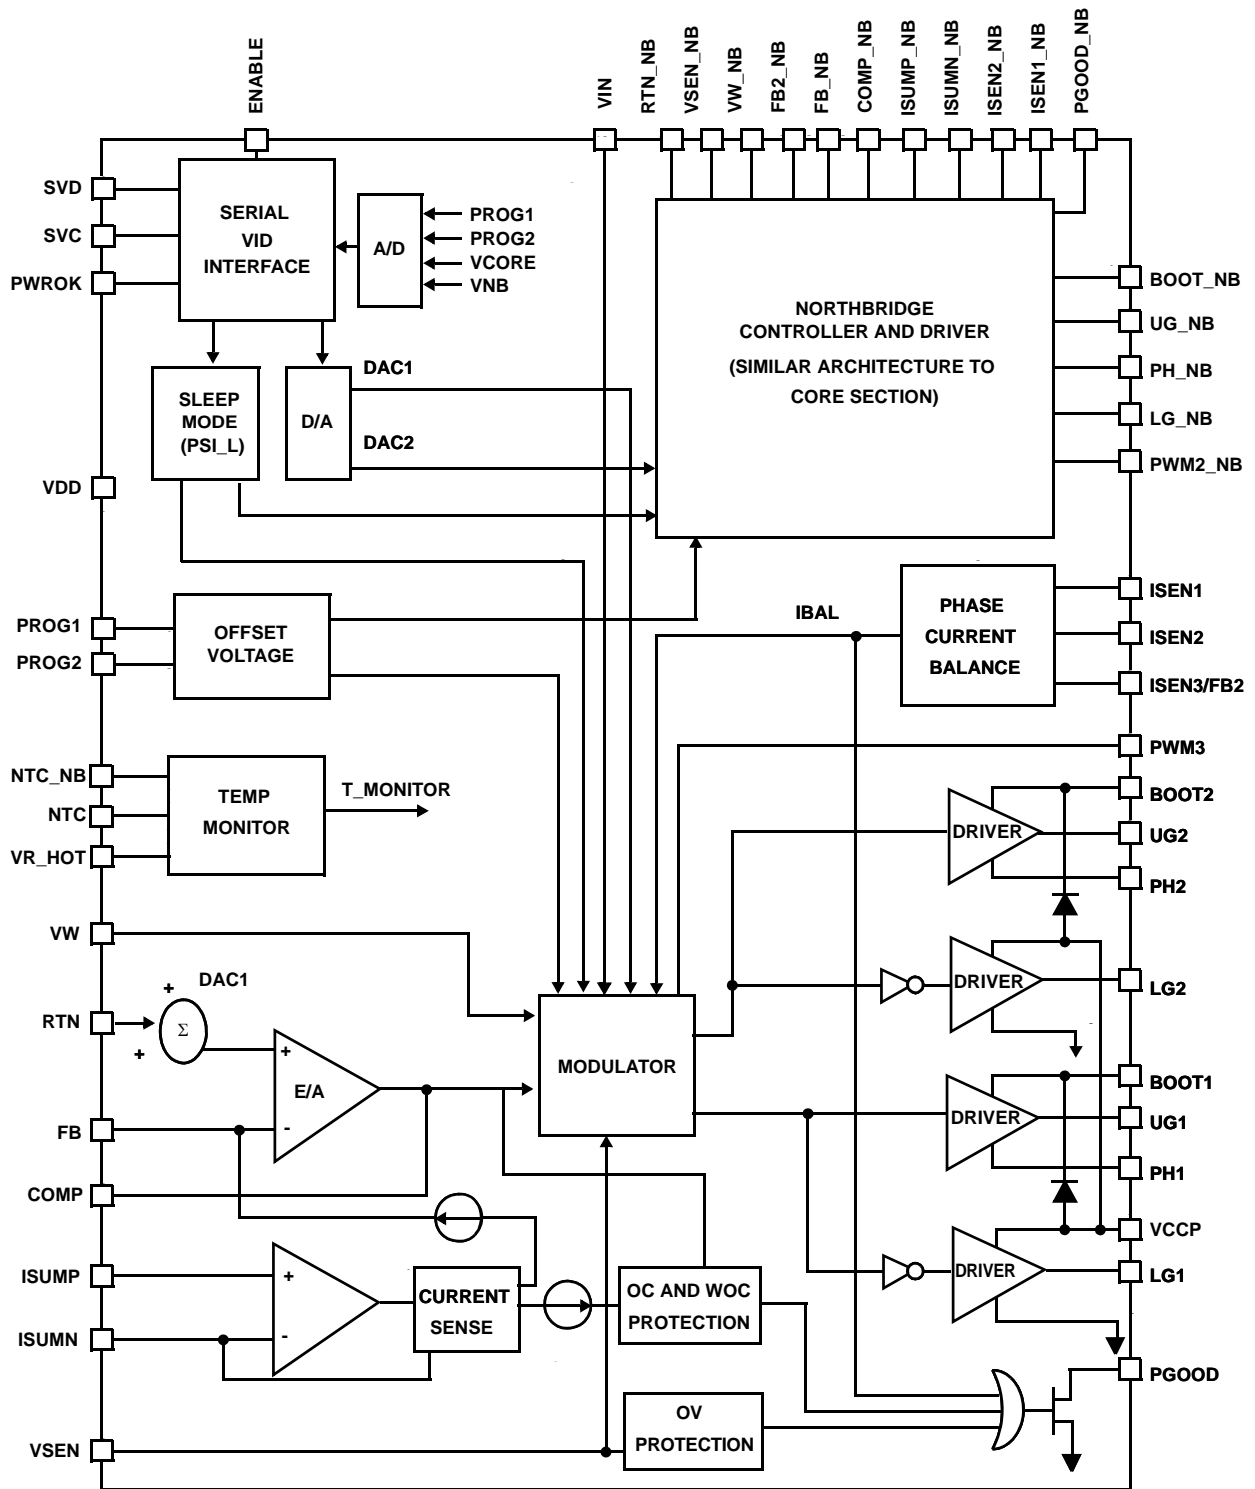 ENABLE
VIN
RTN_NB
VSEN_NB
VW_NB
FB2_NB
FB_NB
COMP_NB
ISUMP_NB
ISUMN_NB
ISEN2_NB
ISEN1_NB
PGOOD_NB
SVD
SVC
PWROK
SERIAL
VID
INTERFACE
A/D
PROG1
PROG2
VCORE
VNB
NORTHBRIDGE
CONTROLLER AND DRIVER
(SIMILAR ARCHITECTURE TO
CORE SECTION)
BOOT_NB
UG_NB
PH_NB
LG_NB
PWM2_NB
SLEEP
MODE
(PSI_L)
D/A
DAC1
DAC2
VDD
PROG1
PROG2
OFFSET
VOLTAGE
IBAL
PHASE
CURRENT
BALANCE
ISEN1
ISEN2
ISEN3/FB2
PWM3
NTC_NB
NTC
VR_HOT
TEMP
MONITOR
T_MONITOR
BOOT2
DRIVER
UG2
PH2
VW
DAC1
+
RTN
Σ
+
+
E/A
-
FB
COMP
MODULATOR
DRIVER
LG2
BOOT1
DRIVER
UG1
PH1
VCCP
DRIVER
LG1
ISUMP
+
ISUMN
-
CURRENT
SENSE
OC AND WOC
PROTECTION
PGOOD
OV
PROTECTION
VSEN